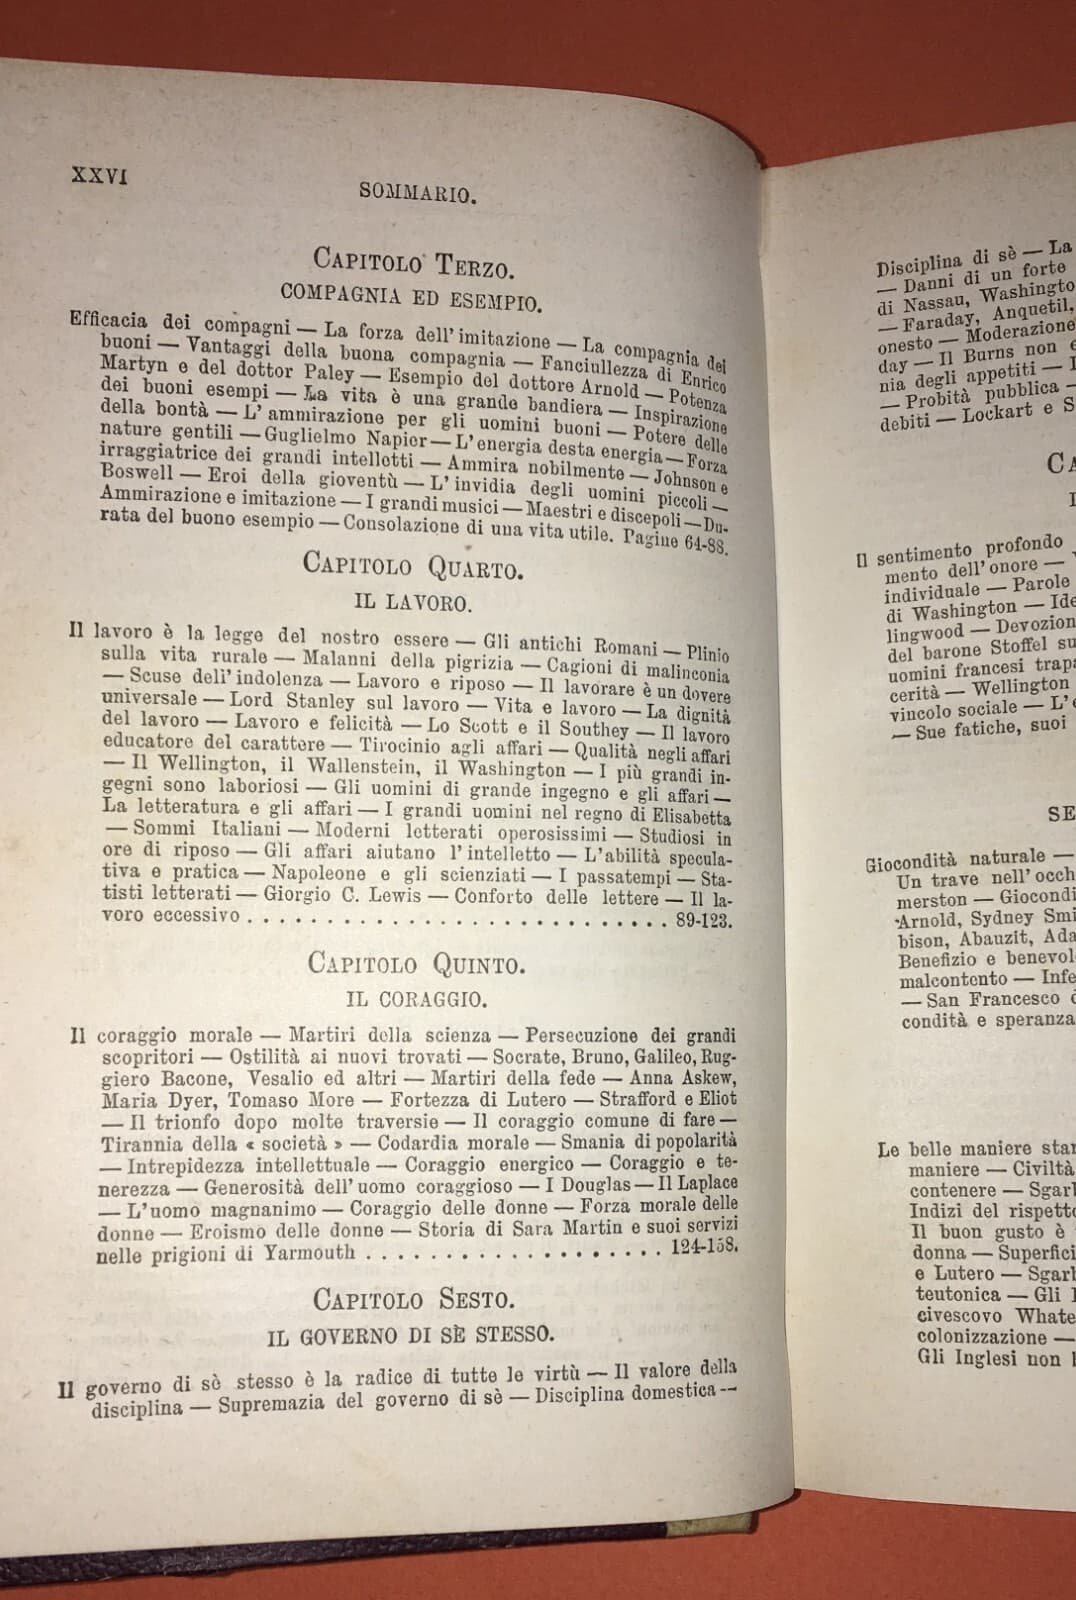 XXVI
SOMMARIO.
CAPITOLO TERZO.
COMPAGNIA ED ESEMPIO.
Efficacia dei compagni — La forza dell' imitazione — La compagnia dei
buoni — Vantaggi della buona compagnia — Fanciullezza di Enrico
Martyn e del dottor Paley — Esempio del dottore Arnold — Potenza
dei buoni esempi — La vita è una grande bandiera — Inspirazione
della bontà — L' ammirazione per gli uomini buoni — Potere delle
nature gentili — Guglielmo Napier — L' energia desta energia — Forza
irraggiatrice dei grandi intelletti — Ammira nobilmente — Johnson e
Boswell — Eroi della gioventù — L' invidia degli uomini piccoli —
Ammirazione e imitazione — I grandi musici — Maestri e discepoli — Du-
rata del buono esempio — Consolazione di una vita utile. Pagine 64-88.
CAPITOLO QUARTO.
IL LAVORO.
Il lavoro è la legge del nostro essere — Gli antichi Romani — Plinio
sulla vita rurale — Malanni della pigrizia — Cagioni di malinconia
— Scuse dell' indolenza — Lavoro e riposo — Il lavorare è un dovere
universale — Lord Stanley sul lavoro — Vita e lavoro — La dignità
del lavoro — Lavoro e felicità — Lo Scott e il Southey — Il lavoro
educatore del carattere — Tirocinio agli affari — Qualità negli affari
— Il Wellington, il Wallenstein, il Washington — I più grandi in-
gegni sono laboriosi — Gli uomini di grande ingegno e gli affari —
La letteratura e gli affari — I grandi uomini nel regno di Elisabetta
— Sommi Italiani — Moderni letterati operosissimi — Studiosi in
ore di riposo — Gli affari aiutano l' intelletto — L' abilità specula-
tiva e pratica — Napoleone e gli scienziati — I passatempi — Sta-
tisti letterati — Giorgio C. Lewis — Conforto delle lettere — Il la-
voro eccessivo . . . . . . . . . . . . . . . . . . . . . . . . . . 89-123.
CAPITOLO QUINTO.
IL CORAGGIO.
Il coraggio morale — Martiri della scienza — Persecuzione dei grandi
scopritori — Ostilità ai nuovi trovati — Socrate, Bruno, Galileo, Rug-
giero Bacone, Vesalio ed altri — Martiri della fede — Anna Askew,
Maria Dyer, Tomaso More — Fortezza di Lutero — Strafford e Eliot
— Il trionfo dopo molte traversie — Il coraggio comune di fare —
Tirannia della « società » — Codardia morale — Smania di popolarità
— Intrepidezza intellettuale — Coraggio energico — Coraggio e te-
nerezza — Generosità dell' uomo coraggioso — I Douglas — Il Laplace
— L'uomo magnanimo — Coraggio delle donne — Forza morale delle
donne — Eroismo delle donne — Storia di Sara Martin e suoi servizi
nelle prigioni di Yarmouth . . . . . . . . . . . . . . . . . . . 124-158.
CAPITOLO SESTO.
IL GOVERNO DI SÈ STESSO.
Il governo di sè stesso è la radice di tutte le virtù — Il valore della
disciplina — Supremazia del governo di sè — Disciplina domestica —
Disciplina di sè — La
— Danni di un forte
di Nassau, Washingto
— Faraday, Anquetil,
onesto — Moderazione
day — Il Burns non
nia degli appetiti —
— Probità pubblica —
debiti — Lockart e S
CA
Il sentimento profondo
mento dell' onore —
individuale — Parole
di Washington — Ide
lingwood — Devozion
del barone Stoffel su
uomini francesi trapa
cerità — Wellington
vincolo sociale — L'
— Sue fatiche, suoi
SE
Giocondità naturale —
Un trave nell' occh
merston — Giocondi
Arnold, Sydney Smi
bison, Abauzit, Ada
Benefizio e benevol
malcontento — Infe
— San Francesco
condità e speranza
Le belle maniere star
maniere — Civiltà
contenere — Sgarl
Indizi del rispetto
Il buon gusto è
donna — Superfici
e Lutero — Sgarl
teutonica — Gli
civescovo Whate
colonizzazione —
Gli Inglesi non